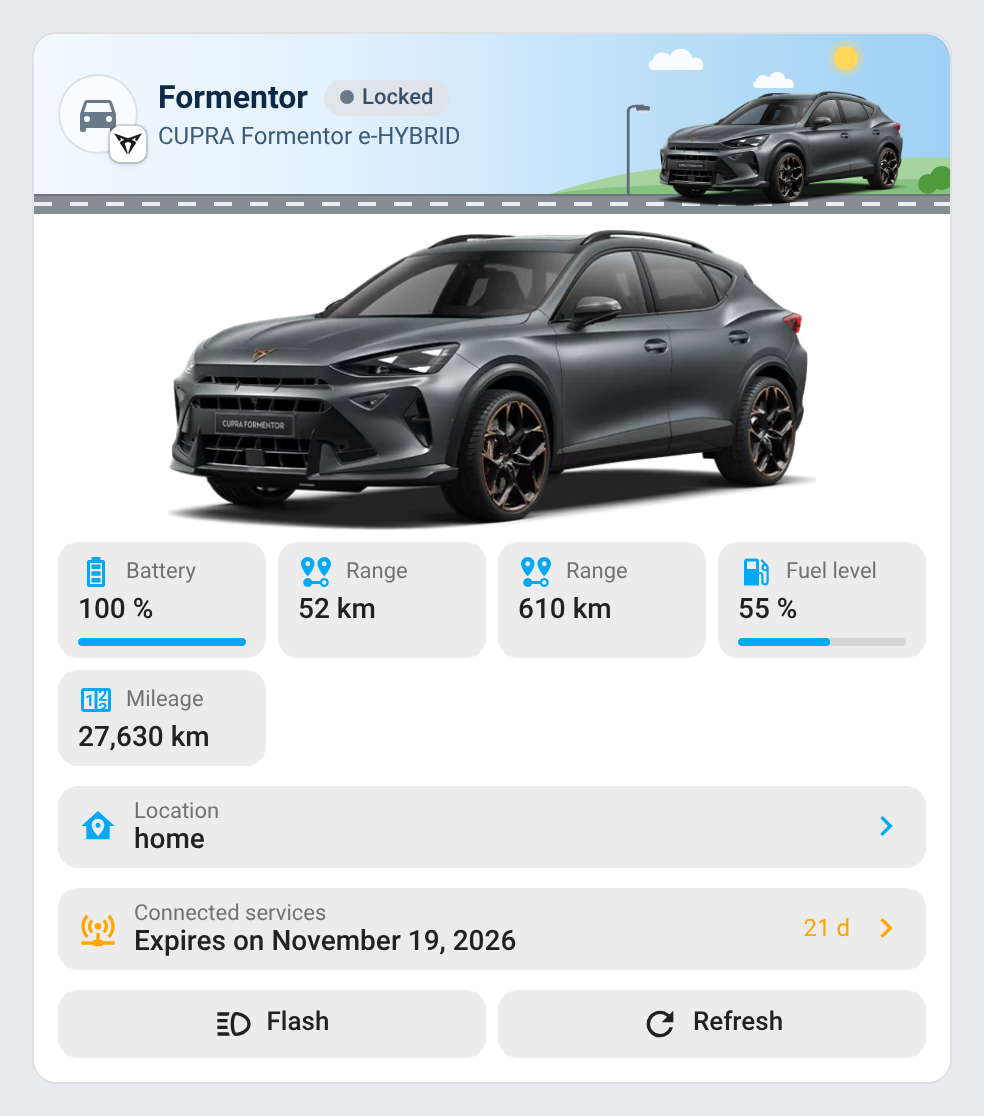 Formentor
Locked
CUPRA Formentor e-HYBRID
CUPRA FORMENTOR
Battery
100 %
Range
52 km
Range
610 km
Fuel level
55 %
Mileage
27,630 km
Location
home
Connected services
Expires on November 19, 2026
21 d
Flash
Refresh